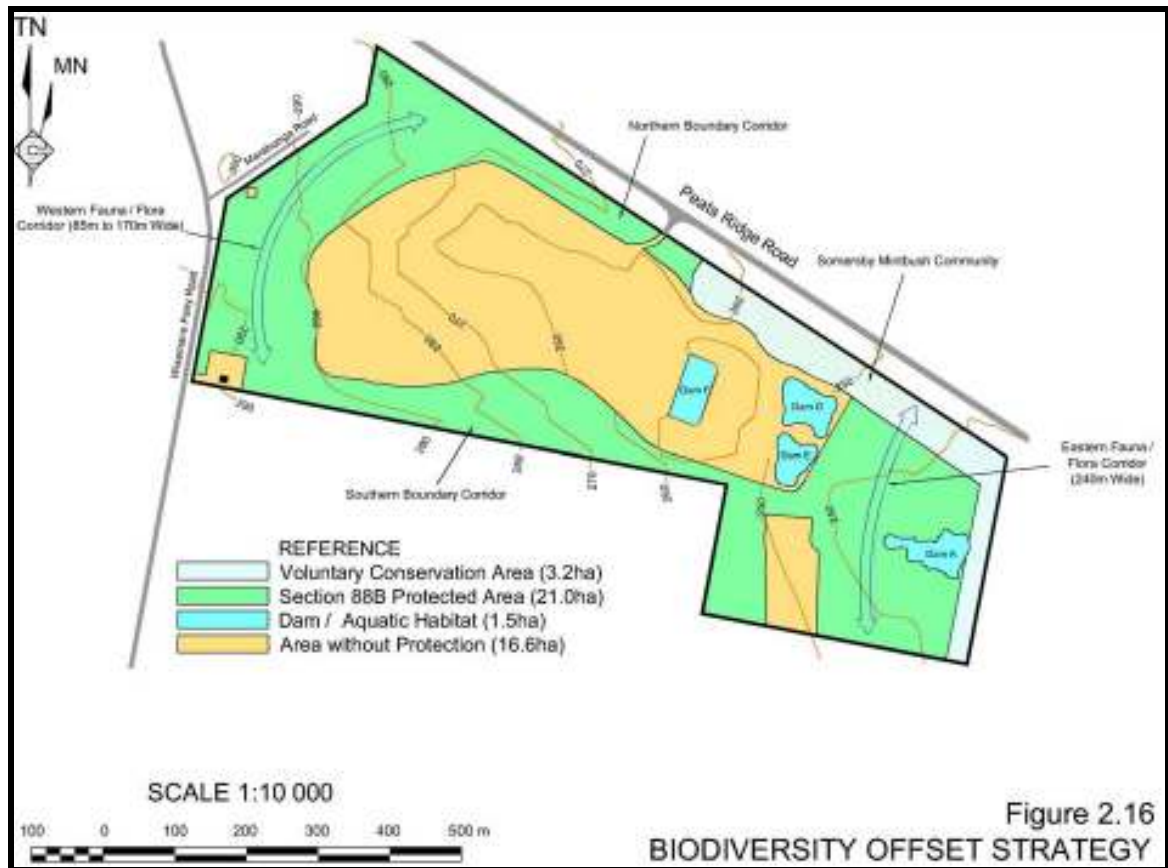 TN
MN
Northern Boundary Corridor
Western Fauna / Flora
Corridor (85m to 170m Wide)
Peats Ridge Road
Somersby Mintbush Community
Dam F
Dam D
Dam E
Dam A
Eastern Fauna /
Flora Corridor
(240m Wide)
Southern Boundary Corridor
280
270
REFERENCE
Voluntary Conservation Area (3.2ha)
Section 88B Protected Area (21.0ha)
Dam / Aquatic Habitat (1.5ha)
Area without Protection (16.6ha)
SCALE 1:10 000
100 0 100 200 300 400 500 m
Figure 2.16
BIODIVERSITY OFFSET STRATEGY